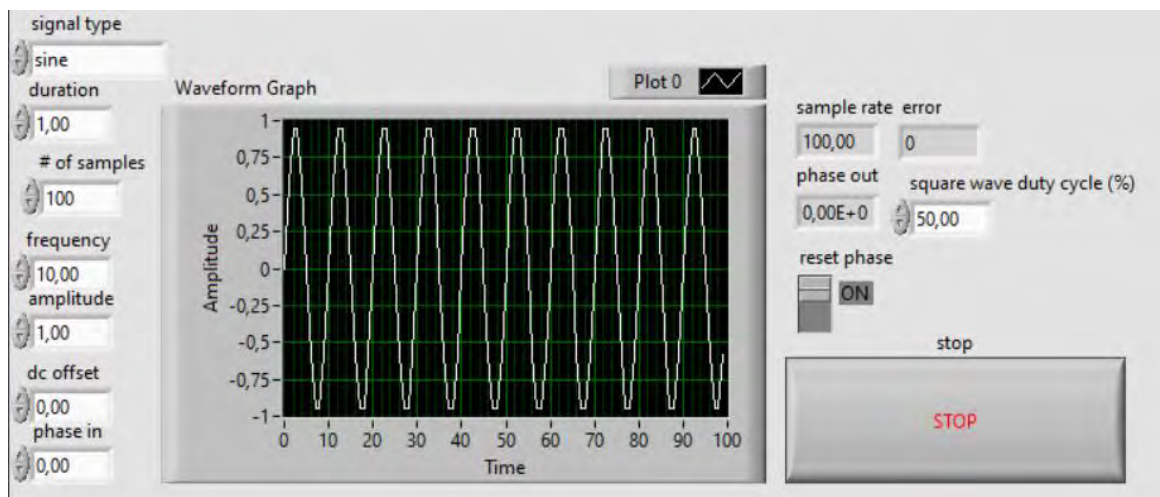 signal type
sine
duration
1,00
# of samples
100
frequency
10,00
amplitude
1,00
dc offset
0,00
phase in
0,00
Waveform Graph
Plot 0
Amplitude
1
0,75
0,5
0,25
0
-0,25
-0,5
-0,75
-1
0 10 20 30 40 50 60 70 80 90 100
Time
sample rate error
100,00 0
phase out
0,00E+0
square wave duty cycle (%)
50,00
reset phase
ON
stop
STOP